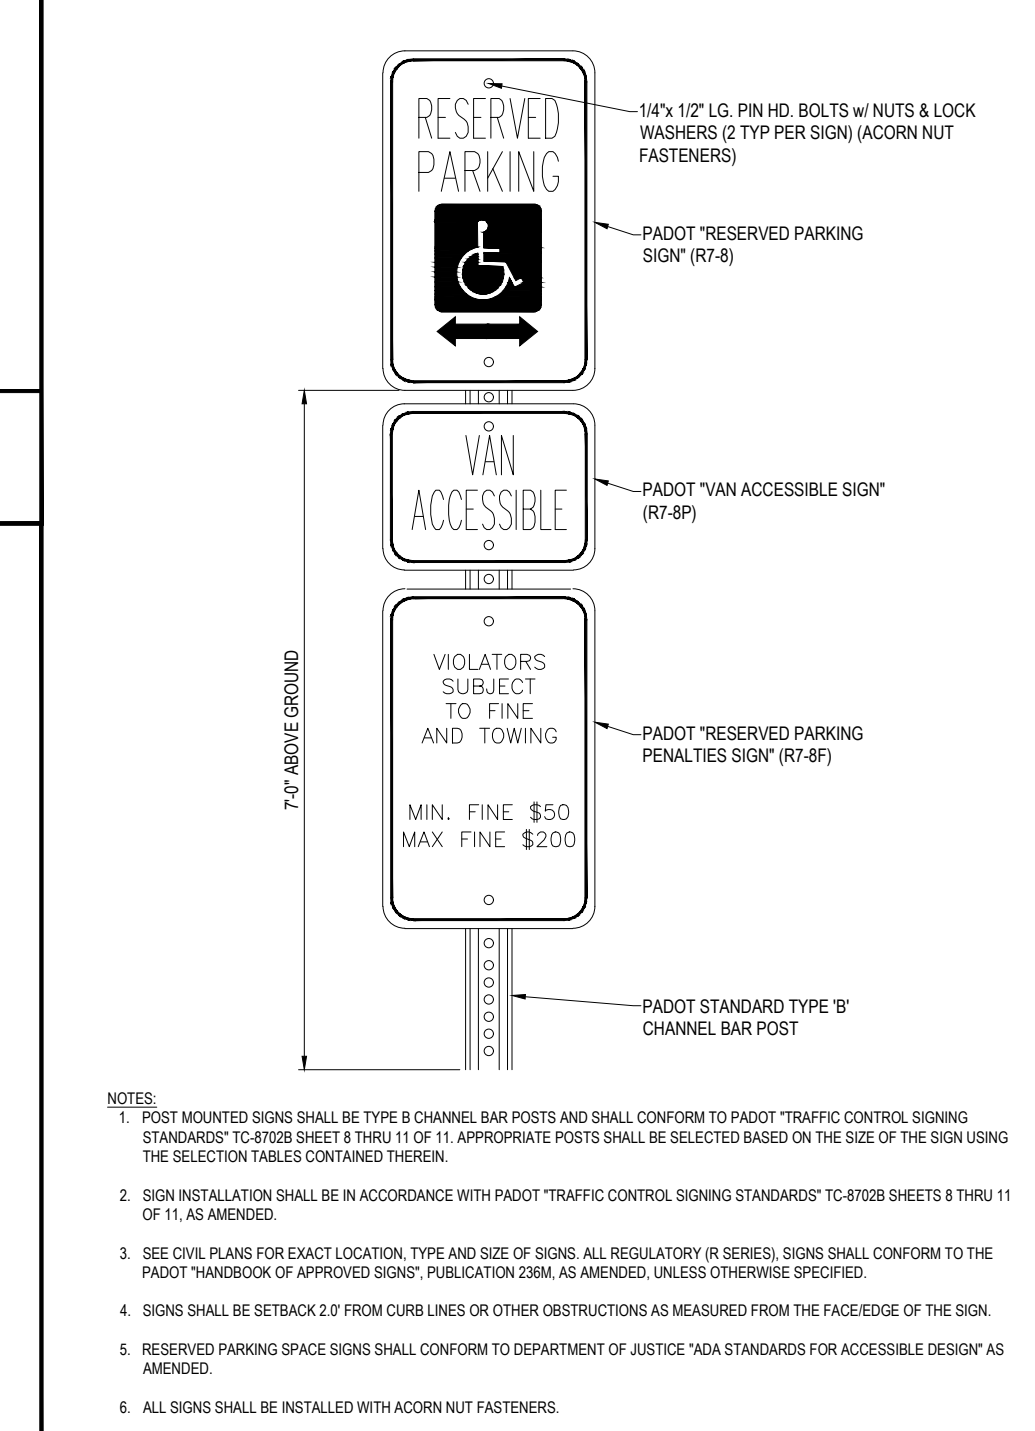 RESERVED
PARKING
1/4"x 1/2" LG. PIN HD. BOLTS w/ NUTS & LOCK
WASHERS (2 TYP PER SIGN) (ACORN NUT
FASTENERS)
PADOT "RESERVED PARKING
SIGN" (R7-8)
VAN
ACCESSIBLE
PADOT "VAN ACCESSIBLE SIGN"
(R7-8P)
7'-0" ABOVE GROUND
VIOLATORS
SUBJECT
TO FINE
AND TOWING
MIN. FINE $50
MAX FINE $200
PADOT "RESERVED PARKING
PENALTIES SIGN" (R7-8F)
PADOT STANDARD TYPE 'B'
CHANNEL BAR POST
NOTES:
1. POST MOUNTED SIGNS SHALL BE TYPE B CHANNEL BAR POSTS AND SHALL CONFORM TO PADOT "TRAFFIC CONTROL SIGNING
STANDARDS" TC-8702B SHEET 8 THRU 11 OF 11. APPROPRIATE POSTS SHALL BE SELECTED BASED ON THE SIZE OF THE SIGN USING
THE SELECTION TABLES CONTAINED THEREIN.
2. SIGN INSTALLATION SHALL BE IN ACCORDANCE WITH PADOT "TRAFFIC CONTROL SIGNING STANDARDS" TC-8702B SHEETS 8 THRU 11
OF 11, AS AMENDED.
3. SEE CIVIL PLANS FOR EXACT LOCATION, TYPE AND SIZE OF SIGNS. ALL REGULATORY (R SERIES), SIGNS SHALL CONFORM TO THE
PADOT "HANDBOOK OF APPROVED SIGNS", PUBLICATION 236M, AS AMENDED, UNLESS OTHERWISE SPECIFIED.
4. SIGNS SHALL BE SETBACK 2.0' FROM CURB LINES OR OTHER OBSTRUCTIONS AS MEASURED FROM THE FACE/EDGE OF THE SIGN.
5. RESERVED PARKING SPACE SIGNS SHALL CONFORM TO DEPARTMENT OF JUSTICE "ADA STANDARDS FOR ACCESSIBLE DESIGN" AS
AMENDED.
6. ALL SIGNS SHALL BE INSTALLED WITH ACORN NUT FASTENERS.